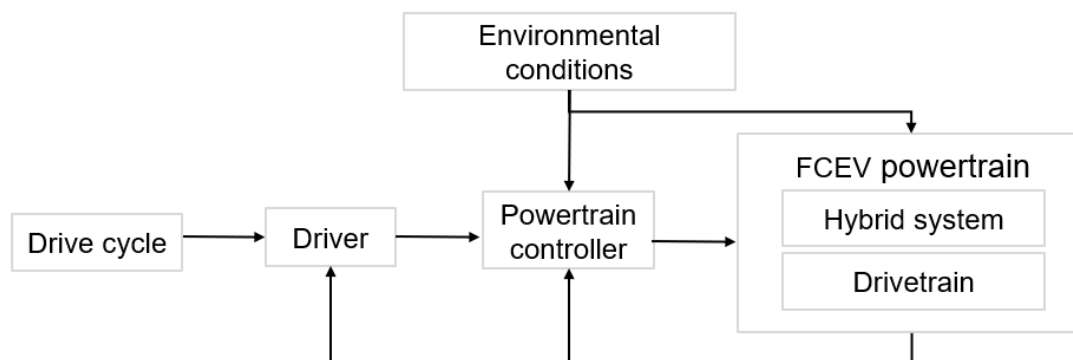 Environmental
conditions
FCEV powertrain
Powertrain
controller
Hybrid system
Drive cycle
Driver
Drivetrain